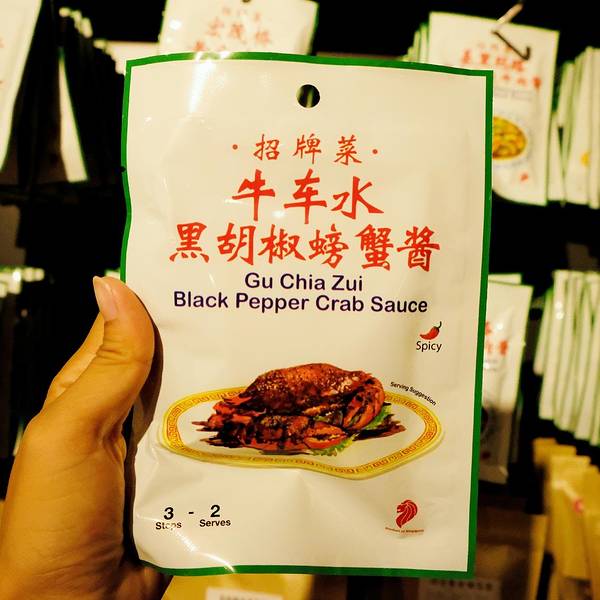 ·招牌菜·
牛车水
黑胡椒螃蟹酱
Gu Chia Zui
Black Pepper Crab Sauce
Spicy
Serving Suggestion
3 - 2
Steps Serves